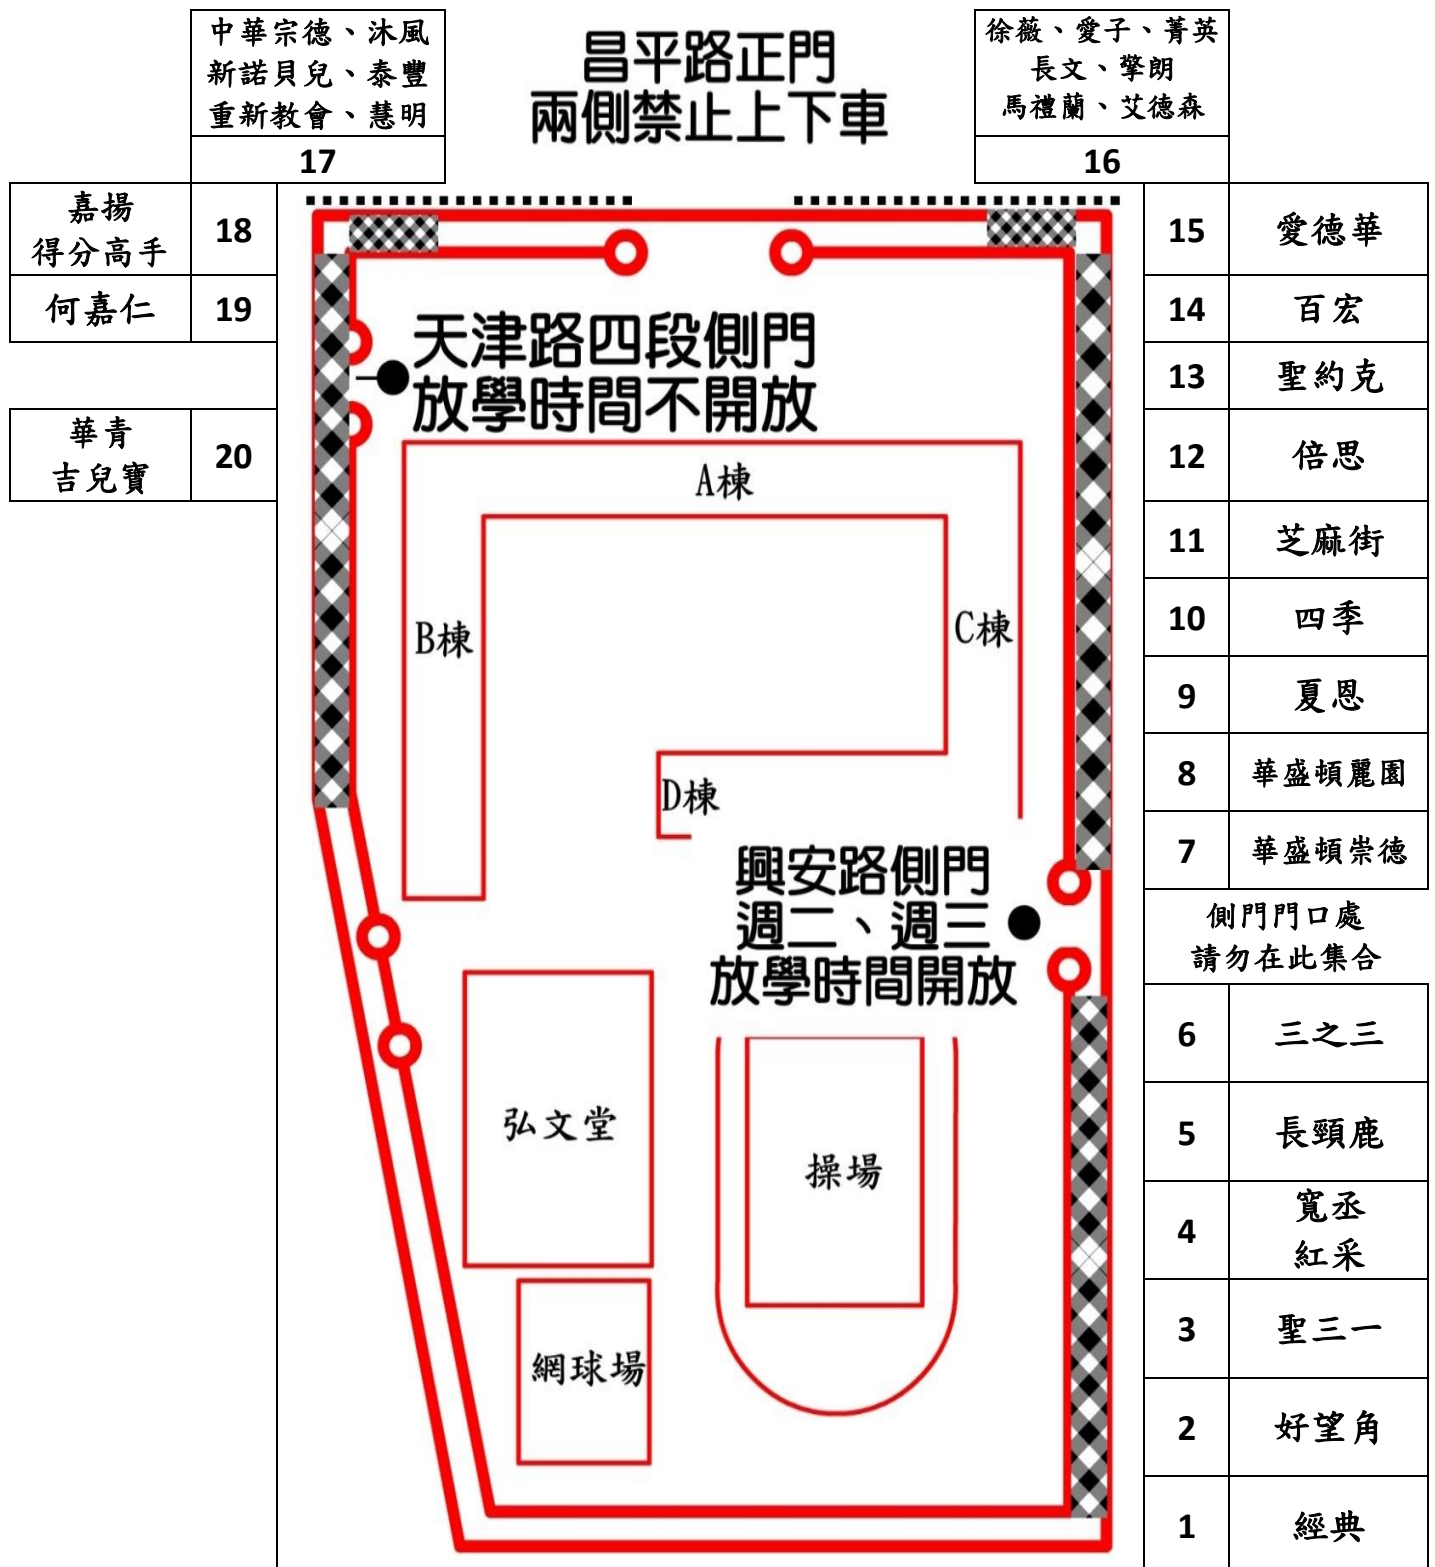 中華宗德、沐風
新諾貝兒、泰豐
重新教會、慧明
17
昌平路正門
兩側禁止上下車
徐薇、愛子、菁英
長文、擎朗
馬禮蘭、艾德森
16
嘉揚
得分高手
18
何嘉仁
19
華青
吉兒寶
20
天津路四段側門
放學時間不開放
A棟
B棟
C棟
D棟
興安路側門
週二、週三
放學時間開放
弘文堂
操場
網球場
15
愛德華
14
百宏
13
聖約克
12
倍思
11
芝麻街
10
四季
9
夏恩
8
華盛頓麗園
7
華盛頓崇德
側門門口處
請勿在此集合
6
三之三
5
長頸鹿
4
寬丞
紅采
3
聖三一
2
好望角
1
經典